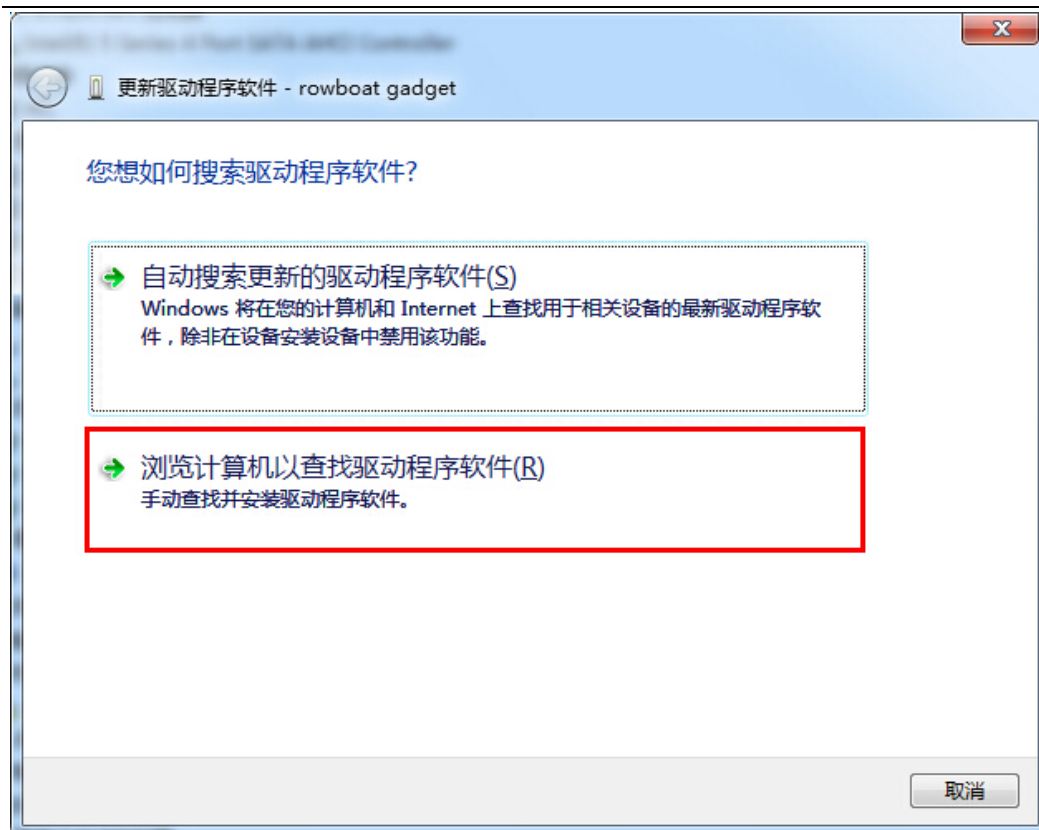 更新驱动程序软件 - rowboat gadget
您想如何搜索驱动程序软件?
自动搜索更新的驱动程序软件(S)
Windows 将在您的计算机和 Internet 上查找用于相关设备的最新驱动程序软
件，除非在设备安装设备中禁用该功能。
浏览计算机以查找驱动程序软件(R)
手动查找并安装驱动程序软件。
取消